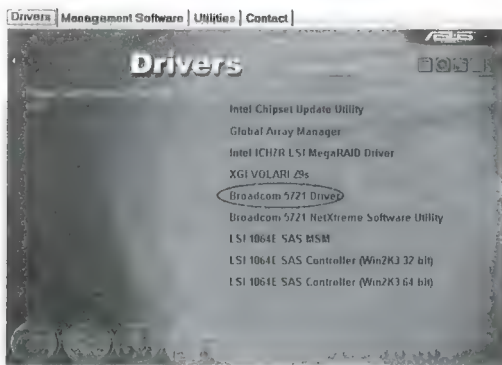 Drivers | Management Software | Utilities | Contact |
ASUS
Drivers
Intel Chipset Update Utility
Global Array Manager
Intel ICH7R LSI MegaRAID Driver
XGI VOLARI Z9s
Broadcom 5721 Driver
Broadcom 5721 NetXtreme Software Utility
LSI 1064E SAS MSM
LSI 1064E SAS Controller (Win2K3 32 bit)
LSI 1064E SAS Controller (Win2K3 64 bit)